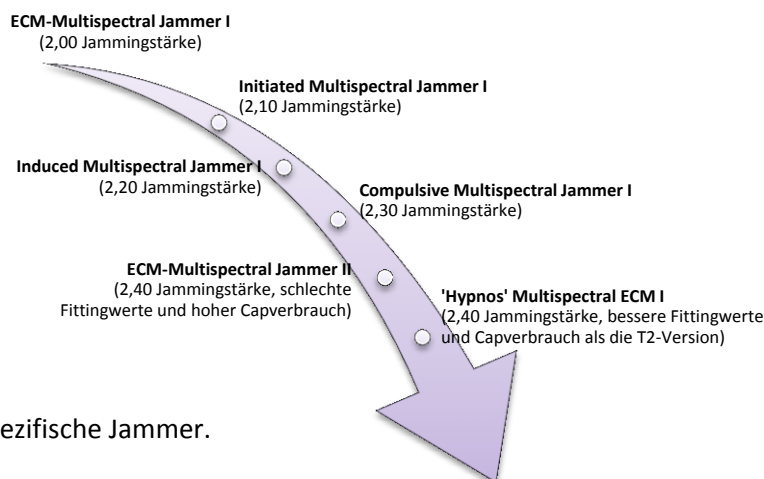 ECM-Multispectral Jammer I
(2,00 Jammingstärke)
Initiated Multispectral Jammer I
(2,10 Jammingstärke)
Induced Multispectral Jammer I
(2,20 Jammingstärke)
Compulsive Multispectral Jammer I
(2,30 Jammingstärke)
ECM-Multispectral Jammer II
(2,40 Jammingstärke, schlechte
Fittingwerte und hoher Capverbrauch)
'Hypnos' Multispectral ECM I
(2,40 Jammingstärke, bessere Fittingwerte
und Capverbrauch als die T2-Version)
ezifische Jammer.